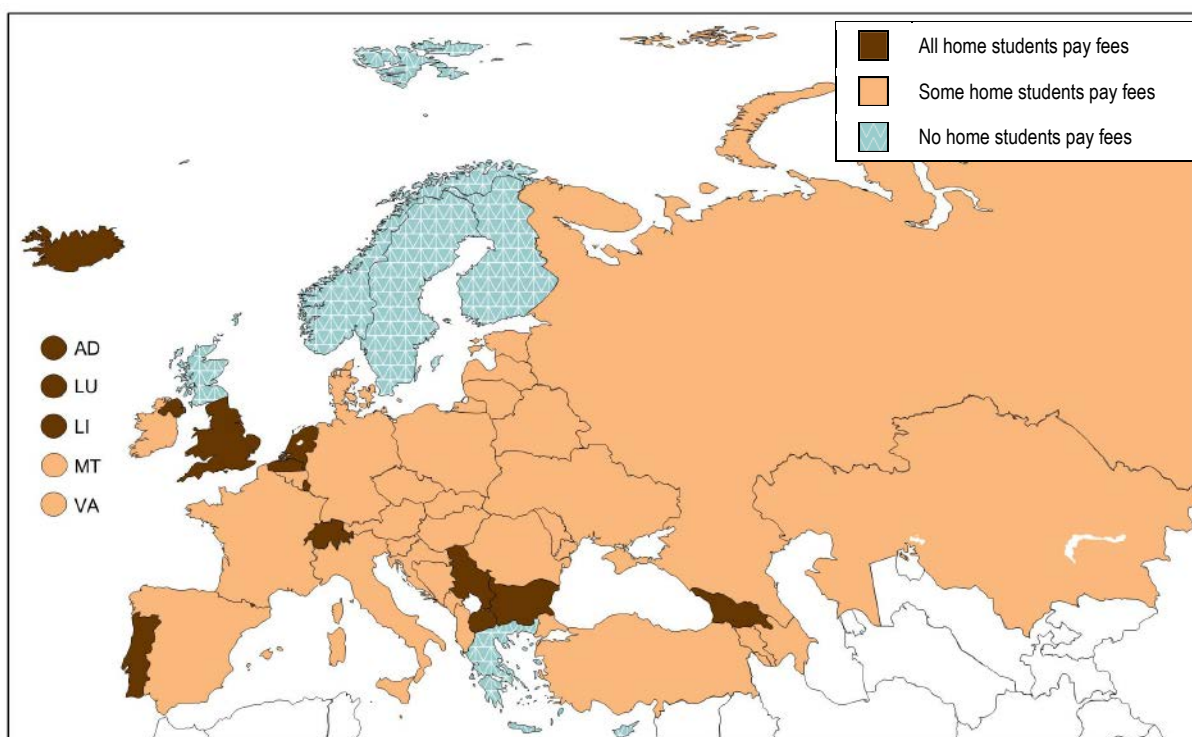 All home students pay fees
Some home students pay fees
No home students pay fees
AD
LU
LI
MT
VA